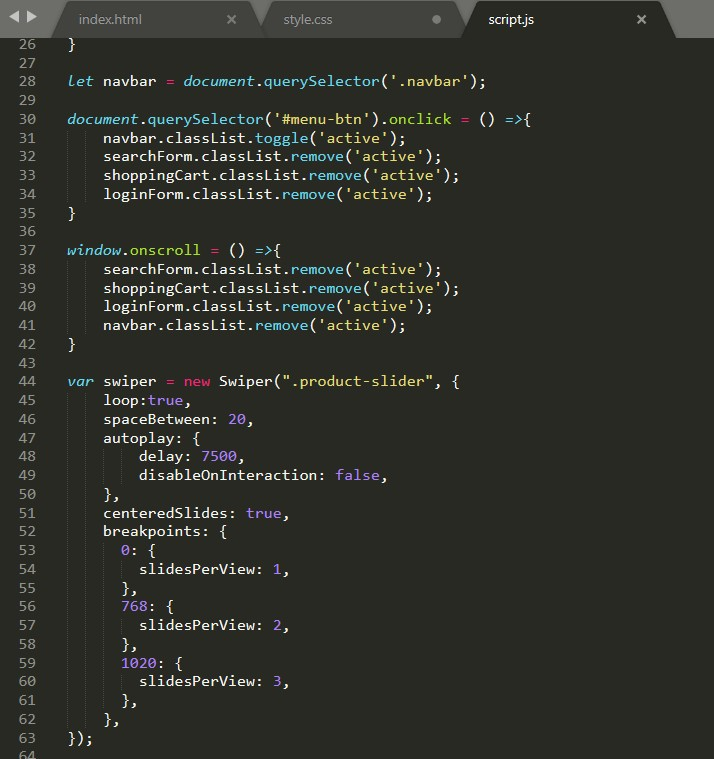 index.html × style.css script.js ×
26 }
27
28 let navbar = document.querySelector('.navbar');
29
30 document.querySelector('#menu-btn').onclick = () =>{
31     navbar.classList.toggle('active');
32     searchForm.classList.remove('active');
33     shoppingCart.classList.remove('active');
34     loginForm.classList.remove('active');
35 }
36
37 window.onscroll = () =>{
38     searchForm.classList.remove('active');
39     shoppingCart.classList.remove('active');
40     loginForm.classList.remove('active');
41     navbar.classList.remove('active');
42 }
43
44 var swiper = new Swiper(".product-slider", {
45     loop:true,
46     spaceBetween: 20,
47     autoplay: {
48         delay: 7500,
49         disableOnInteraction: false,
50     },
51     centeredSlides: true,
52     breakpoints: {
53       0: {
54         slidesPerView: 1,
55       },
56       768: {
57         slidesPerView: 2,
58       },
59       1020: {
60         slidesPerView: 3,
61       },
62     },
63 });
64